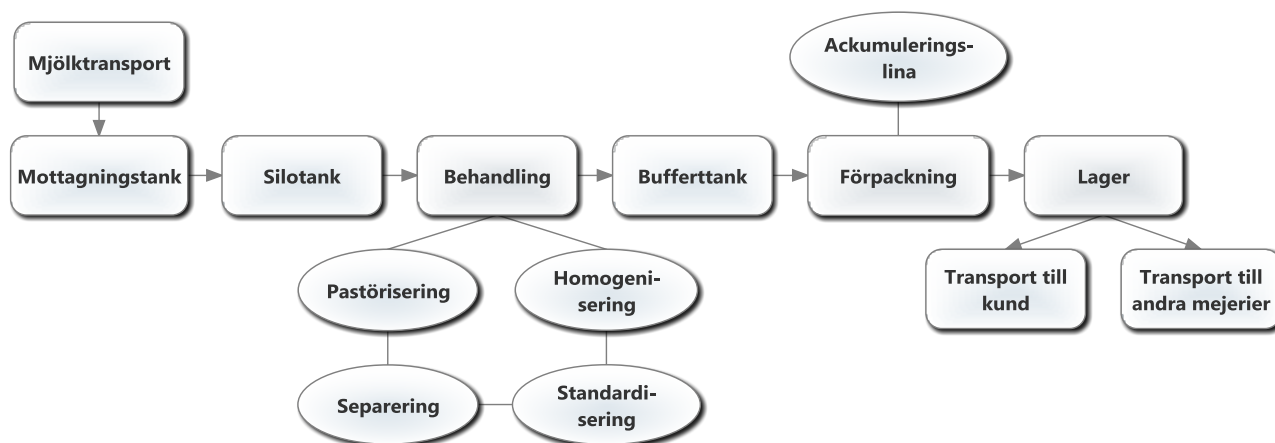 Mjölktransport
Ackumulerings-
lina
Mottagningstank
Silotank
Behandling
Bufferttank
Förpackning
Lager
Pastörisering
Homogeni-
sering
Transport till
kund
Transport till
andra mejerier
Separering
Standardi-
sering